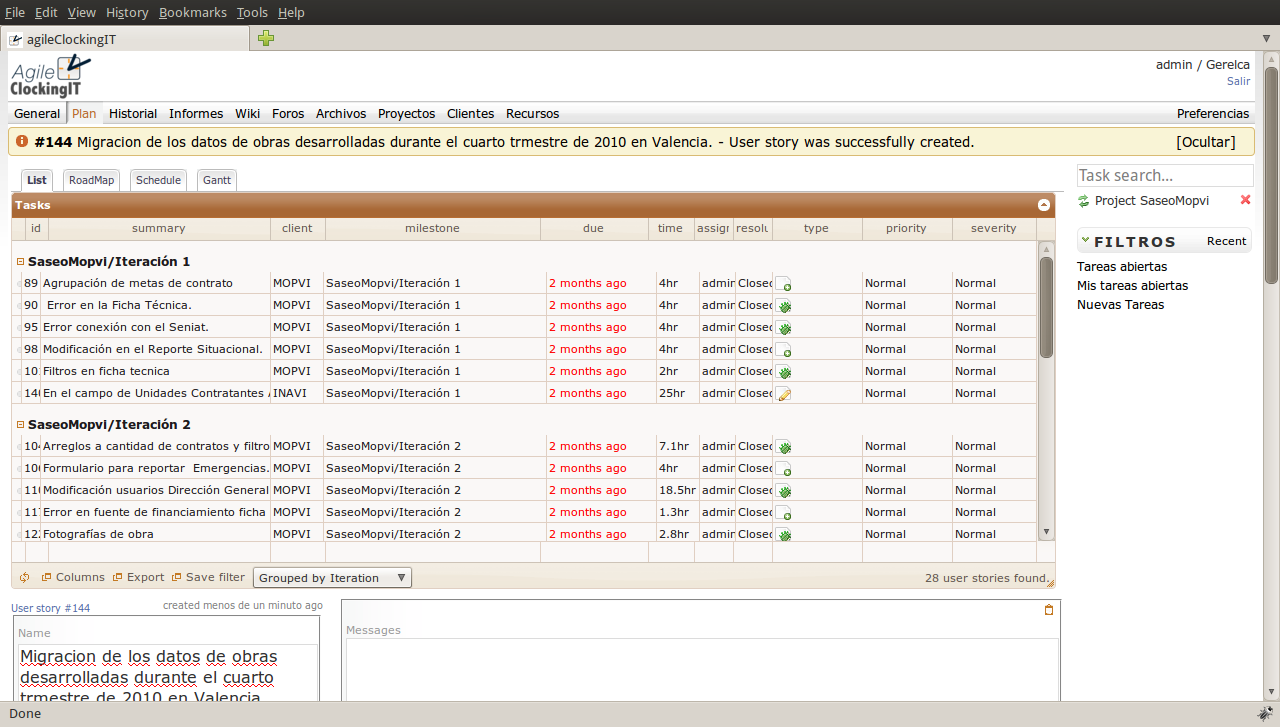 File Edit View History Bookmarks Tools Help
agileClockingIT
Agile ClockingIT
admin / Gerelca
Salir
General Plan Historial Informes Wiki Foros Archivos Proyectos Clientes Recursos Preferencias
#144 Migracion de los datos de obras desarrolladas durante el cuarto trmestre de 2010 en Valencia. - User story was successfully created. [Ocultar]
List RoadMap Schedule Gantt
Task search...
Project SaseoMopvi
FILTROS Recent
Tareas abiertas
Mis tareas abiertas
Nuevas Tareas
Tasks
id summary client milestone due time assigr resolu type priority severity
SaseoMopvi/Iteración 1
89 Agrupación de metas de contrato MOPVI SaseoMopvi/Iteración 1 2 months ago 4hr admin Closed Normal Normal
90 Error en la Ficha Técnica. MOPVI SaseoMopvi/Iteración 1 2 months ago 4hr admin Closed Normal Normal
95 Error conexión con el Seniat. MOPVI SaseoMopvi/Iteración 1 2 months ago 4hr admin Closed Normal Normal
98 Modificación en el Reporte Situacional. MOPVI SaseoMopvi/Iteración 1 2 months ago 4hr admin Closed Normal Normal
Filtros en ficha tecnica MOPVI SaseoMopvi/Iteración 1 2 months ago 2hr admin Closed Normal Normal
En el campo de Unidades Contratantes INAVI SaseoMopvi/Iteración 1 2 months ago 25hr admin Closed Normal Normal
SaseoMopvi/Iteración 2
104 Arreglos a cantidad de contratos y filtro MOPVI SaseoMopvi/Iteración 2 2 months ago 7.1hr admin Closed Normal Normal
Formulario para reportar Emergencias. MOPVI SaseoMopvi/Iteración 2 2 months ago 4hr admin Closed Normal Normal
Modificación usuarios Dirección General MOPVI SaseoMopvi/Iteración 2 2 months ago 18.5hr admin Closed Normal Normal
Error en fuente de financiamiento ficha MOPVI SaseoMopvi/Iteración 2 2 months ago 1.3hr admin Closed Normal Normal
Fotografías de obra MOPVI SaseoMopvi/Iteración 2 2 months ago 2.8hr admin Closed Normal Normal
Columns Export Save filter Grouped by Iteration 28 user stories found.
User story #144 created menos de un minuto ago
Name
Migracion de los datos de obras
desarrolladas durante el cuarto
trmestre de 2010 en Valencia.
Messages
Done